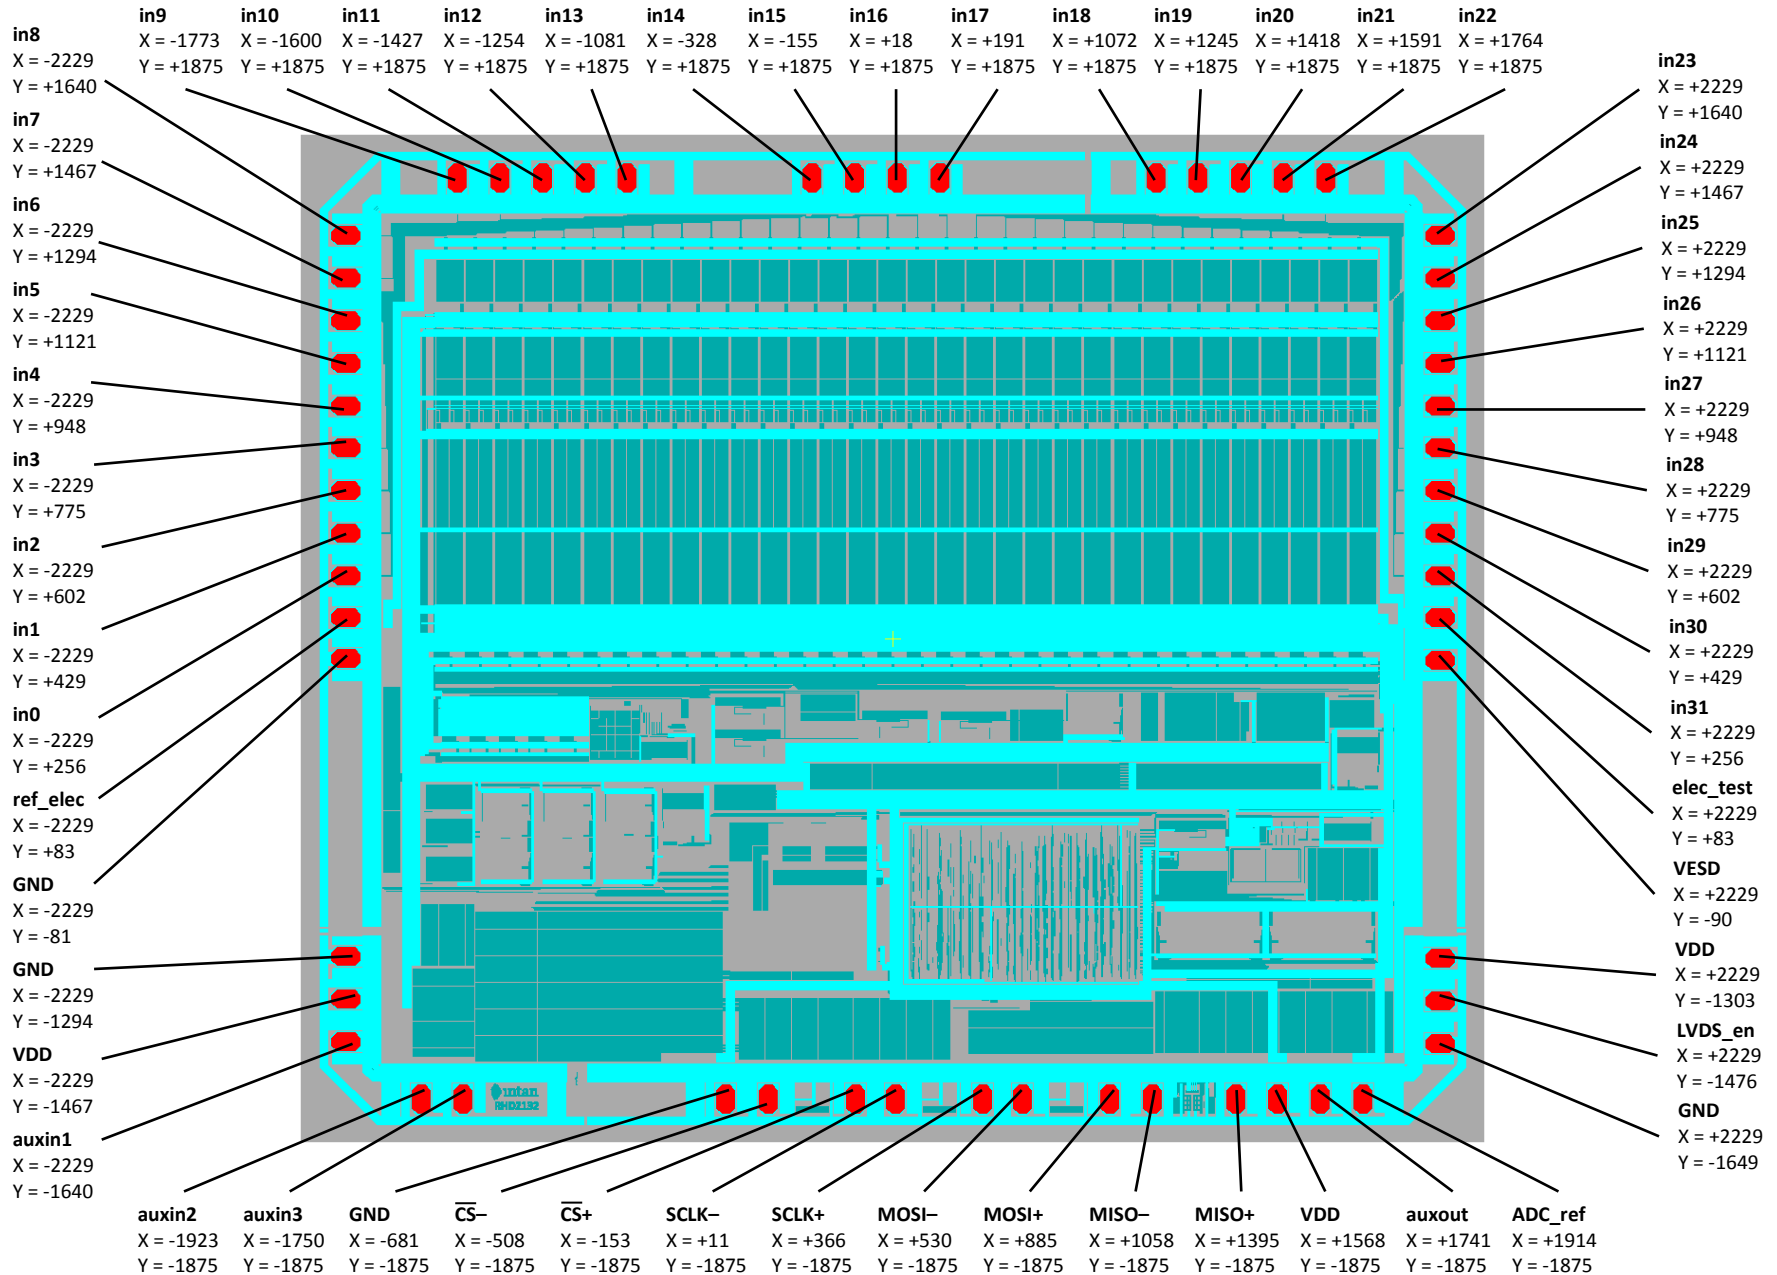 in8
X = -2229
Y = +1640
in7
X = -2229
Y = +1467
in6
X = -2229
Y = +1294
in5
X = -2229
Y = +1121
in4
X = -2229
Y = +948
in3
X = -2229
Y = +775
in2
X = -2229
Y = +602
in1
X = -2229
Y = +429
in0
X = -2229
Y = +256
ref_elec
X = -2229
Y = +83
GND
X = -2229
Y = -81
GND
X = -2229
Y = -1294
VDD
X = -2229
Y = -1467
auxin1
X = -2229
Y = -1640
in9
X = -1773
Y = +1875
in10
X = -1600
Y = +1875
in11
X = -1427
Y = +1875
in12
X = -1254
Y = +1875
in13
X = -1081
Y = +1875
in14
X = -328
Y = +1875
in15
X = -155
Y = +1875
in16
X = +18
Y = +1875
in17
X = +191
Y = +1875
in18
X = +1072
Y = +1875
in19
X = +1245
Y = +1875
in20
X = +1418
Y = +1875
in21
X = +1591
Y = +1875
in22
X = +1764
Y = +1875
in23
X = +2229
Y = +1640
in24
X = +2229
Y = +1467
in25
X = +2229
Y = +1294
in26
X = +2229
Y = +1121
in27
X = +2229
Y = +948
in28
X = +2229
Y = +775
in29
X = +2229
Y = +602
in30
X = +2229
Y = +429
in31
X = +2229
Y = +256
elec_test
X = +2229
Y = +83
VESD
X = +2229
Y = -90
VDD
X = +2229
Y = -1303
LVDS_en
X = +2229
Y = -1476
GND
X = +2229
Y = -1649
intan
RHD2132
auxin2
X = -1923
Y = -1875
auxin3
X = -1750
Y = -1875
GND
X = -681
Y = -1875
C̅S̅−
X = -508
Y = -1875
C̅S̅+
X = -153
Y = -1875
SCLK−
X = +11
Y = -1875
SCLK+
X = +366
Y = -1875
MOSI−
X = +530
Y = -1875
MOSI+
X = +885
Y = -1875
MISO−
X = +1058
Y = -1875
MISO+
X = +1395
Y = -1875
VDD
X = +1568
Y = -1875
auxout
X = +1741
Y = -1875
ADC_ref
X = +1914
Y = -1875